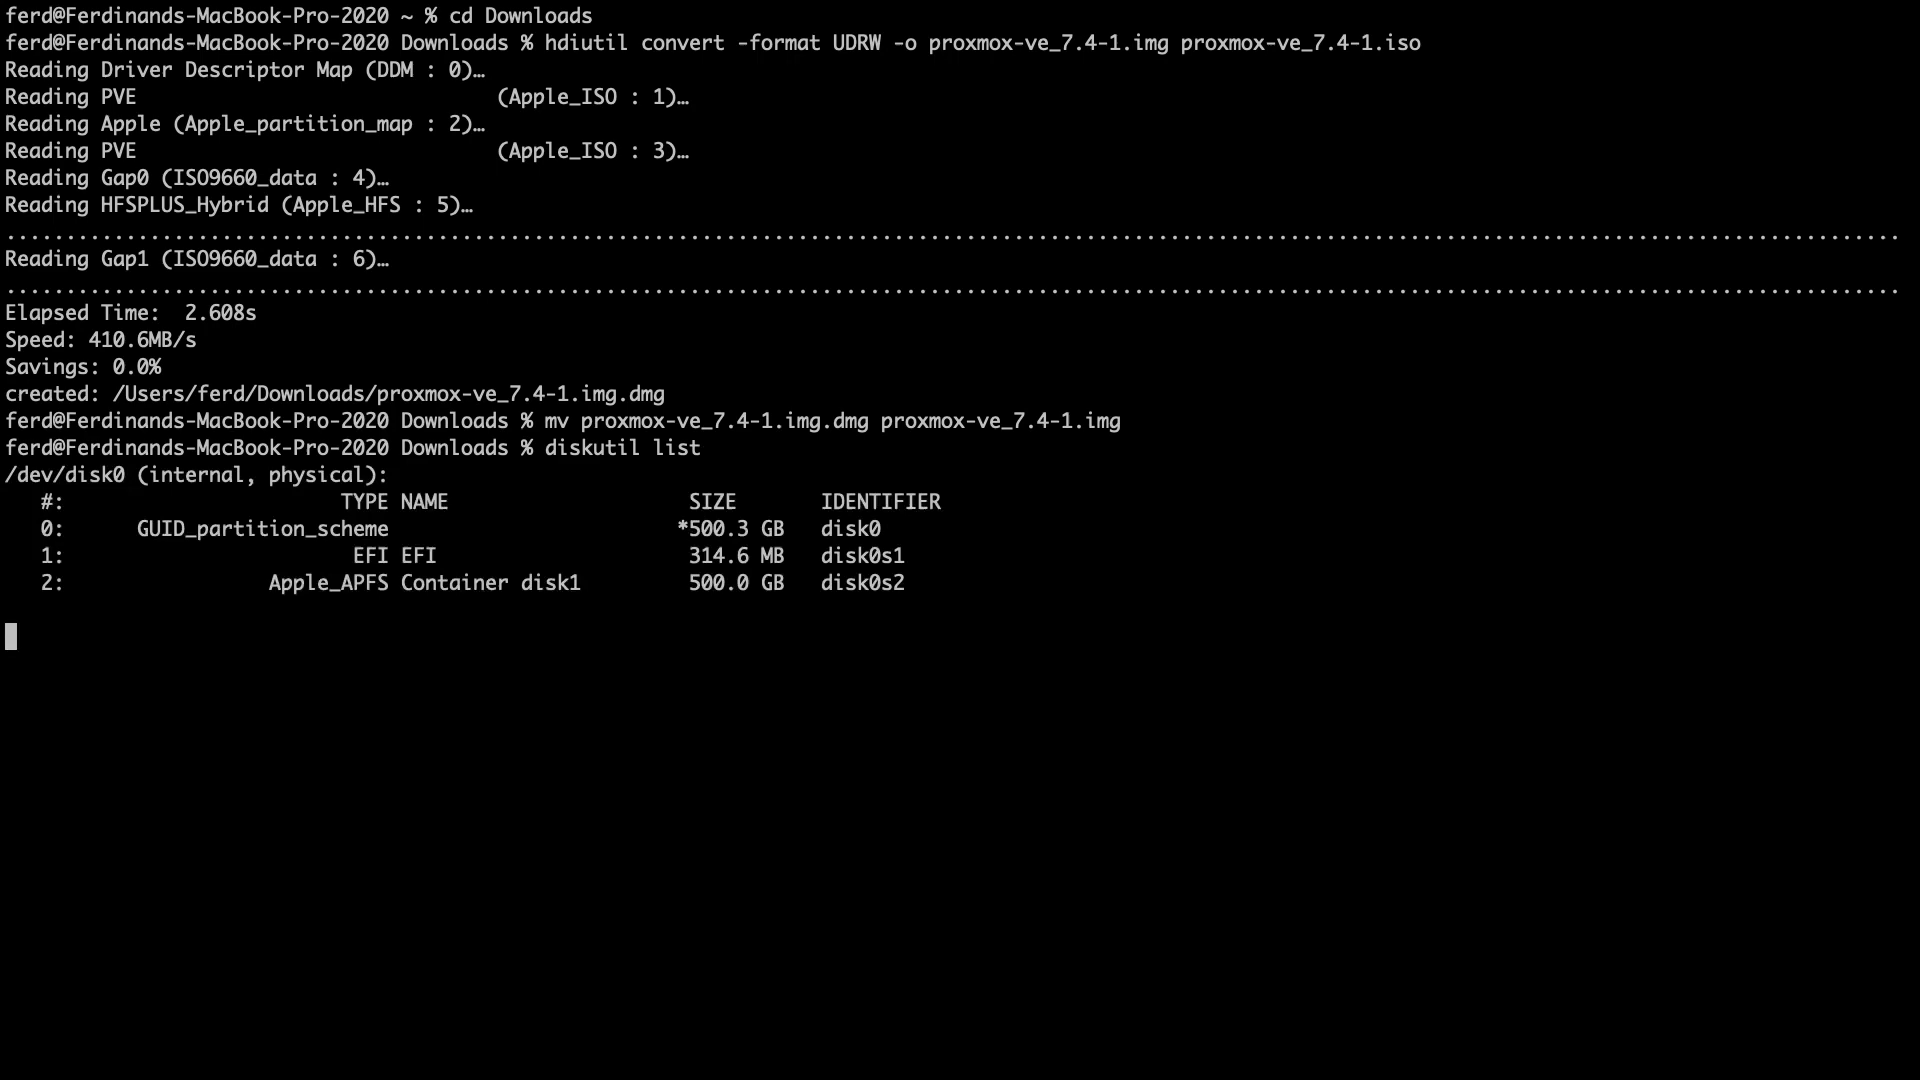 ferd@Ferdinands-MacBook-Pro-2020 ~ % cd Downloads
ferd@Ferdinands-MacBook-Pro-2020 Downloads % hdiutil convert -format UDRW -o proxmox-ve_7.4-1.img proxmox-ve_7.4-1.iso
Reading Driver Descriptor Map (DDM : 0)…
Reading PVE                              (Apple_ISO : 1)…
Reading Apple (Apple_partition_map : 2)…
Reading PVE                              (Apple_ISO : 3)…
Reading Gap0 (ISO9660_data : 4)…
Reading HFSPLUS_Hybrid (Apple_HFS : 5)…
..............................................................................................................................................................
Reading Gap1 (ISO9660_data : 6)…
..............................................................................................................................................................
Elapsed Time:  2.608s
Speed: 410.6MB/s
Savings: 0.0%
created: /Users/ferd/Downloads/proxmox-ve_7.4-1.img.dmg
ferd@Ferdinands-MacBook-Pro-2020 Downloads % mv proxmox-ve_7.4-1.img.dmg proxmox-ve_7.4-1.img
ferd@Ferdinands-MacBook-Pro-2020 Downloads % diskutil list
/dev/disk0 (internal, physical):
   #:                       TYPE NAME                    SIZE       IDENTIFIER
   0:      GUID_partition_scheme                        *500.3 GB   disk0
   1:                        EFI EFI                     314.6 MB   disk0s1
   2:                 Apple_APFS Container disk1         500.0 GB   disk0s2